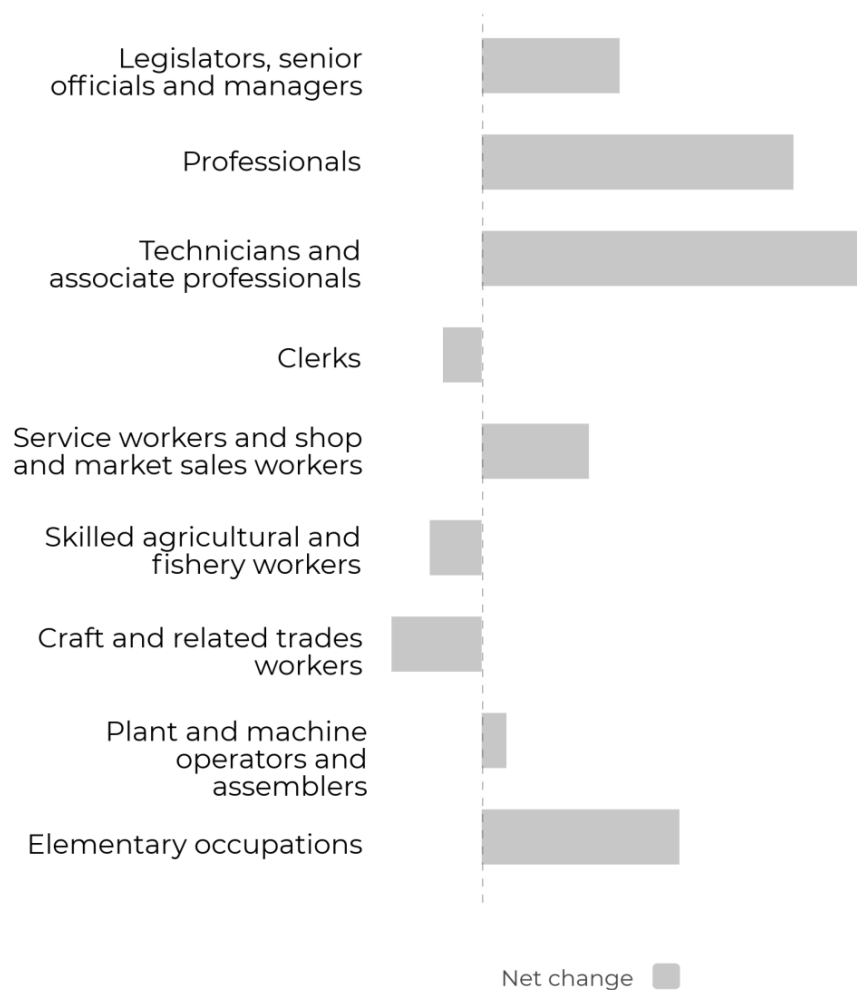 Legislators, senior
officials and managers
Professionals
Technicians and
associate professionals
Clerks
Service workers and shop
and market sales workers
Skilled agricultural and
fishery workers
Craft and related trades
workers
Plant and machine
operators and
assemblers
Elementary occupations
Net change